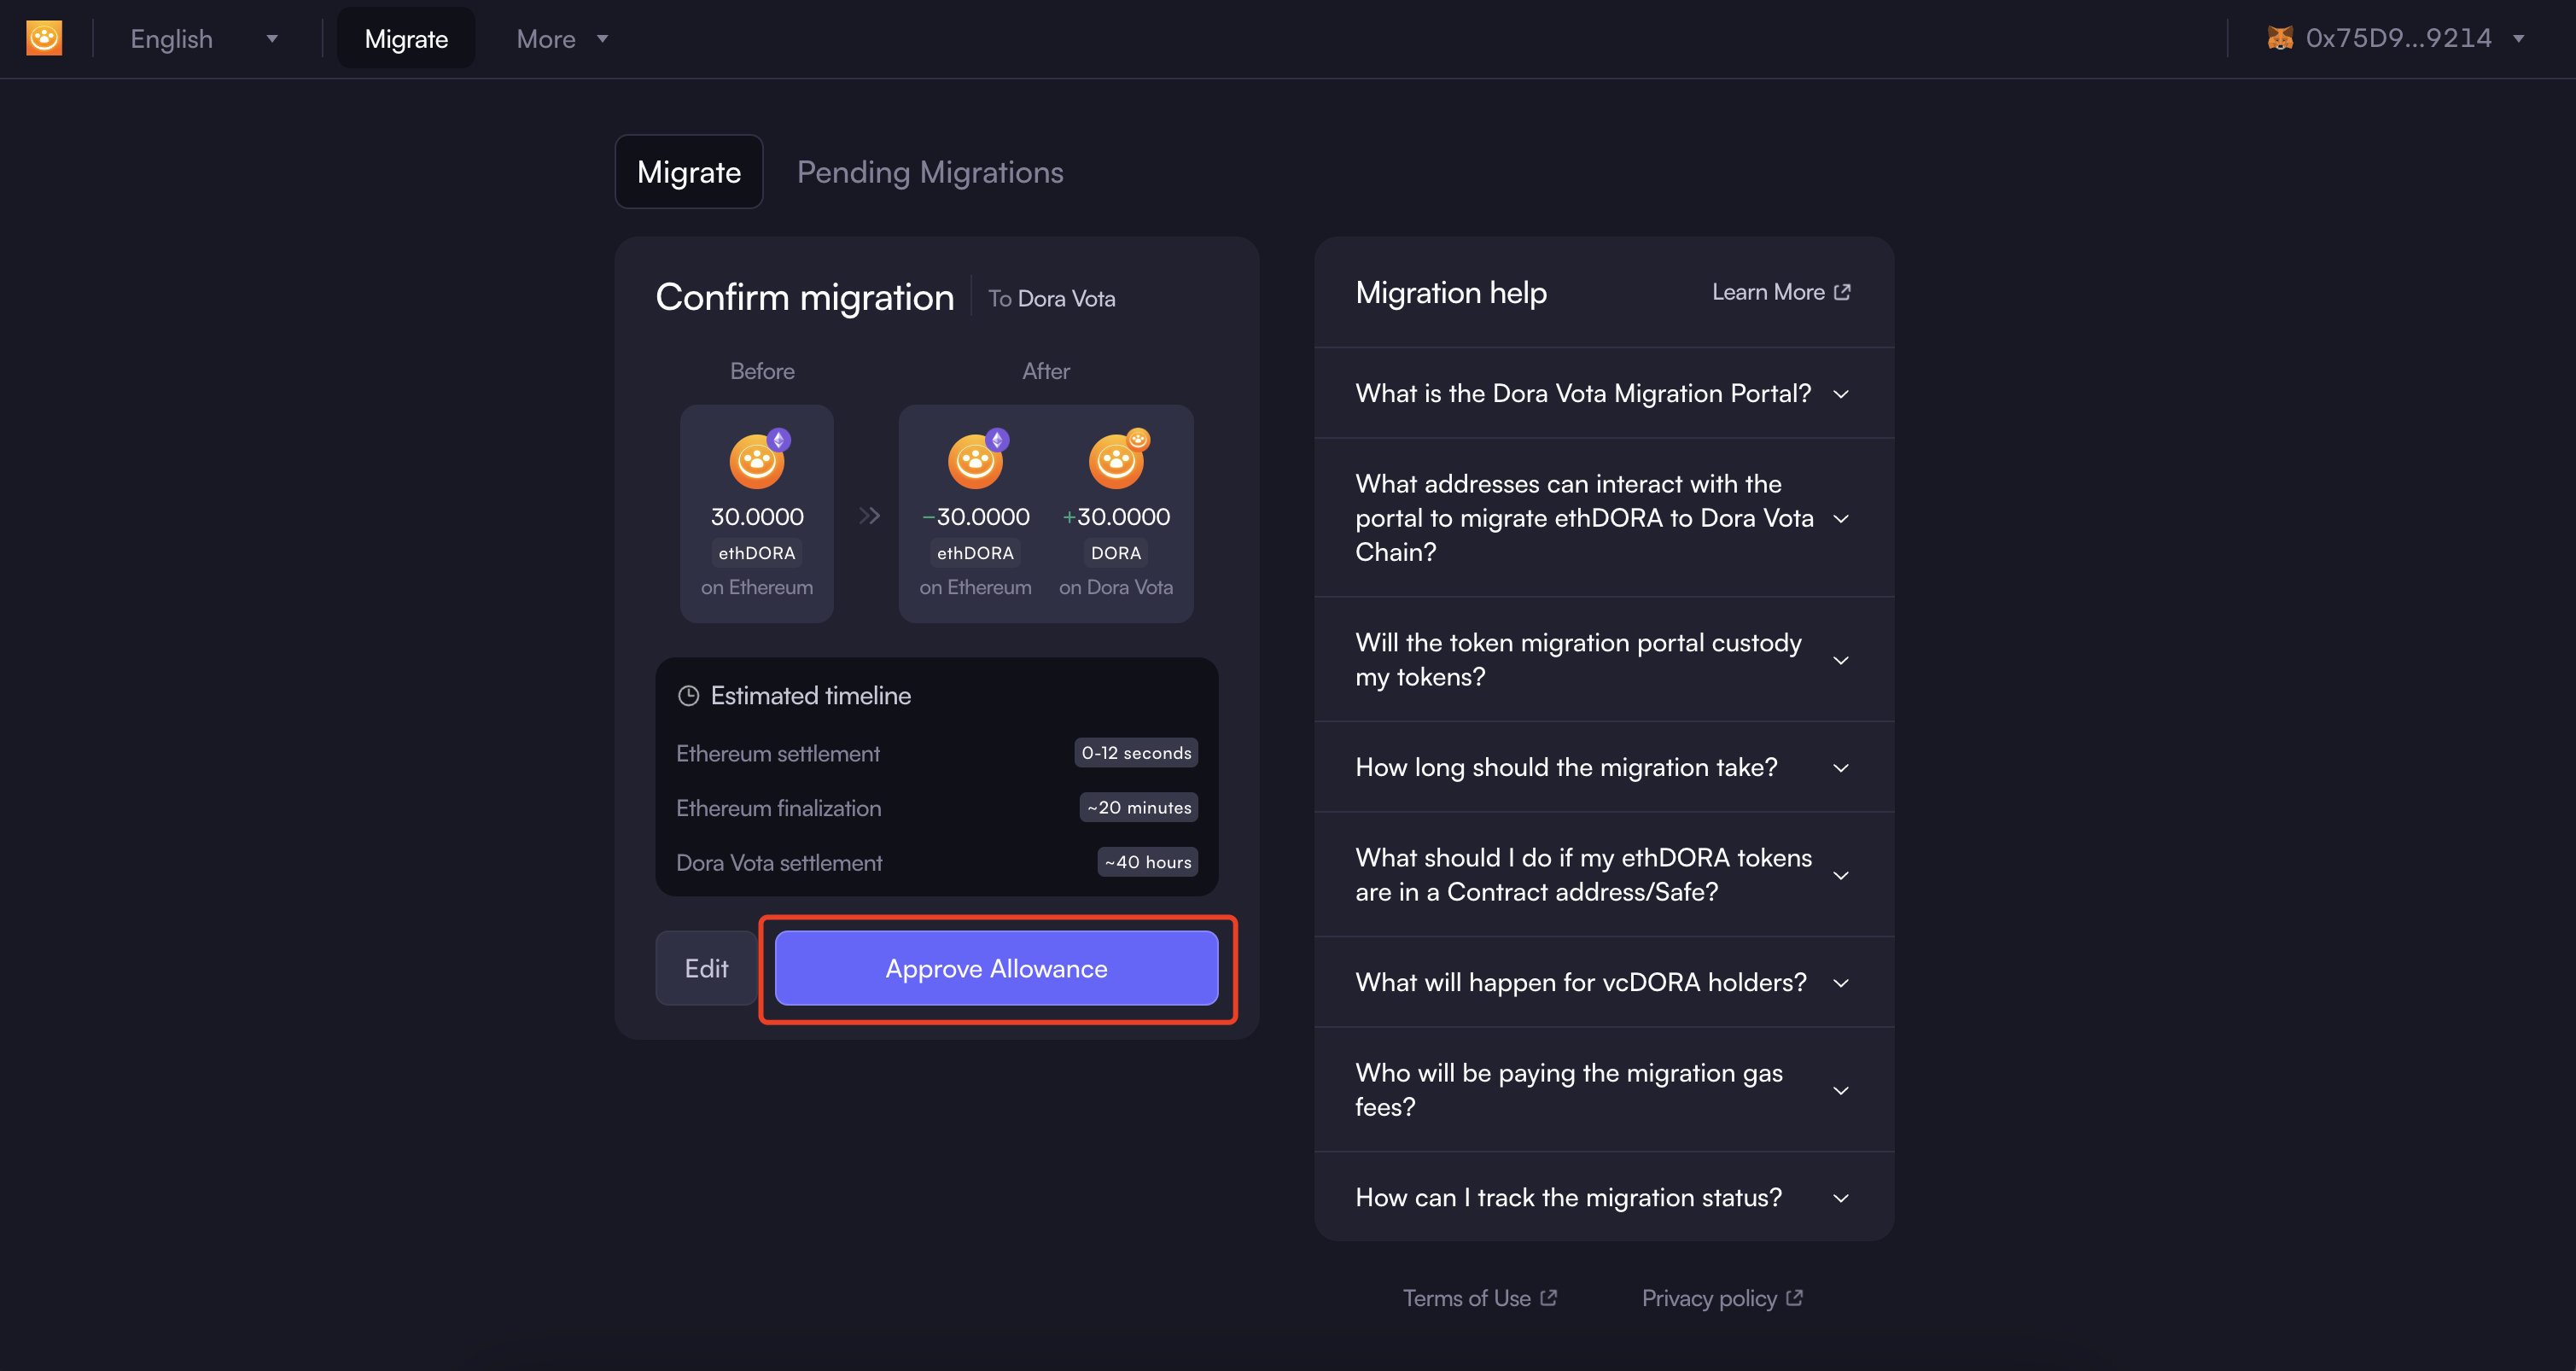 English
Migrate
More
0x75D9...9214
Migrate
Pending Migrations
Confirm migration
To Dora Vota
Before
After
30.0000
ethDORA
on Ethereum
−30.0000
ethDORA
on Ethereum
+30.0000
DORA
on Dora Vota
Estimated timeline
Ethereum settlement
0-12 seconds
Ethereum finalization
~20 minutes
Dora Vota settlement
~40 hours
Edit
Approve Allowance
Migration help
Learn More
What is the Dora Vota Migration Portal?
What addresses can interact with the
portal to migrate ethDORA to Dora Vota
Chain?
Will the token migration portal custody
my tokens?
How long should the migration take?
What should I do if my ethDORA tokens
are in a Contract address/Safe?
What will happen for vcDORA holders?
Who will be paying the migration gas
fees?
How can I track the migration status?
Terms of Use
Privacy policy